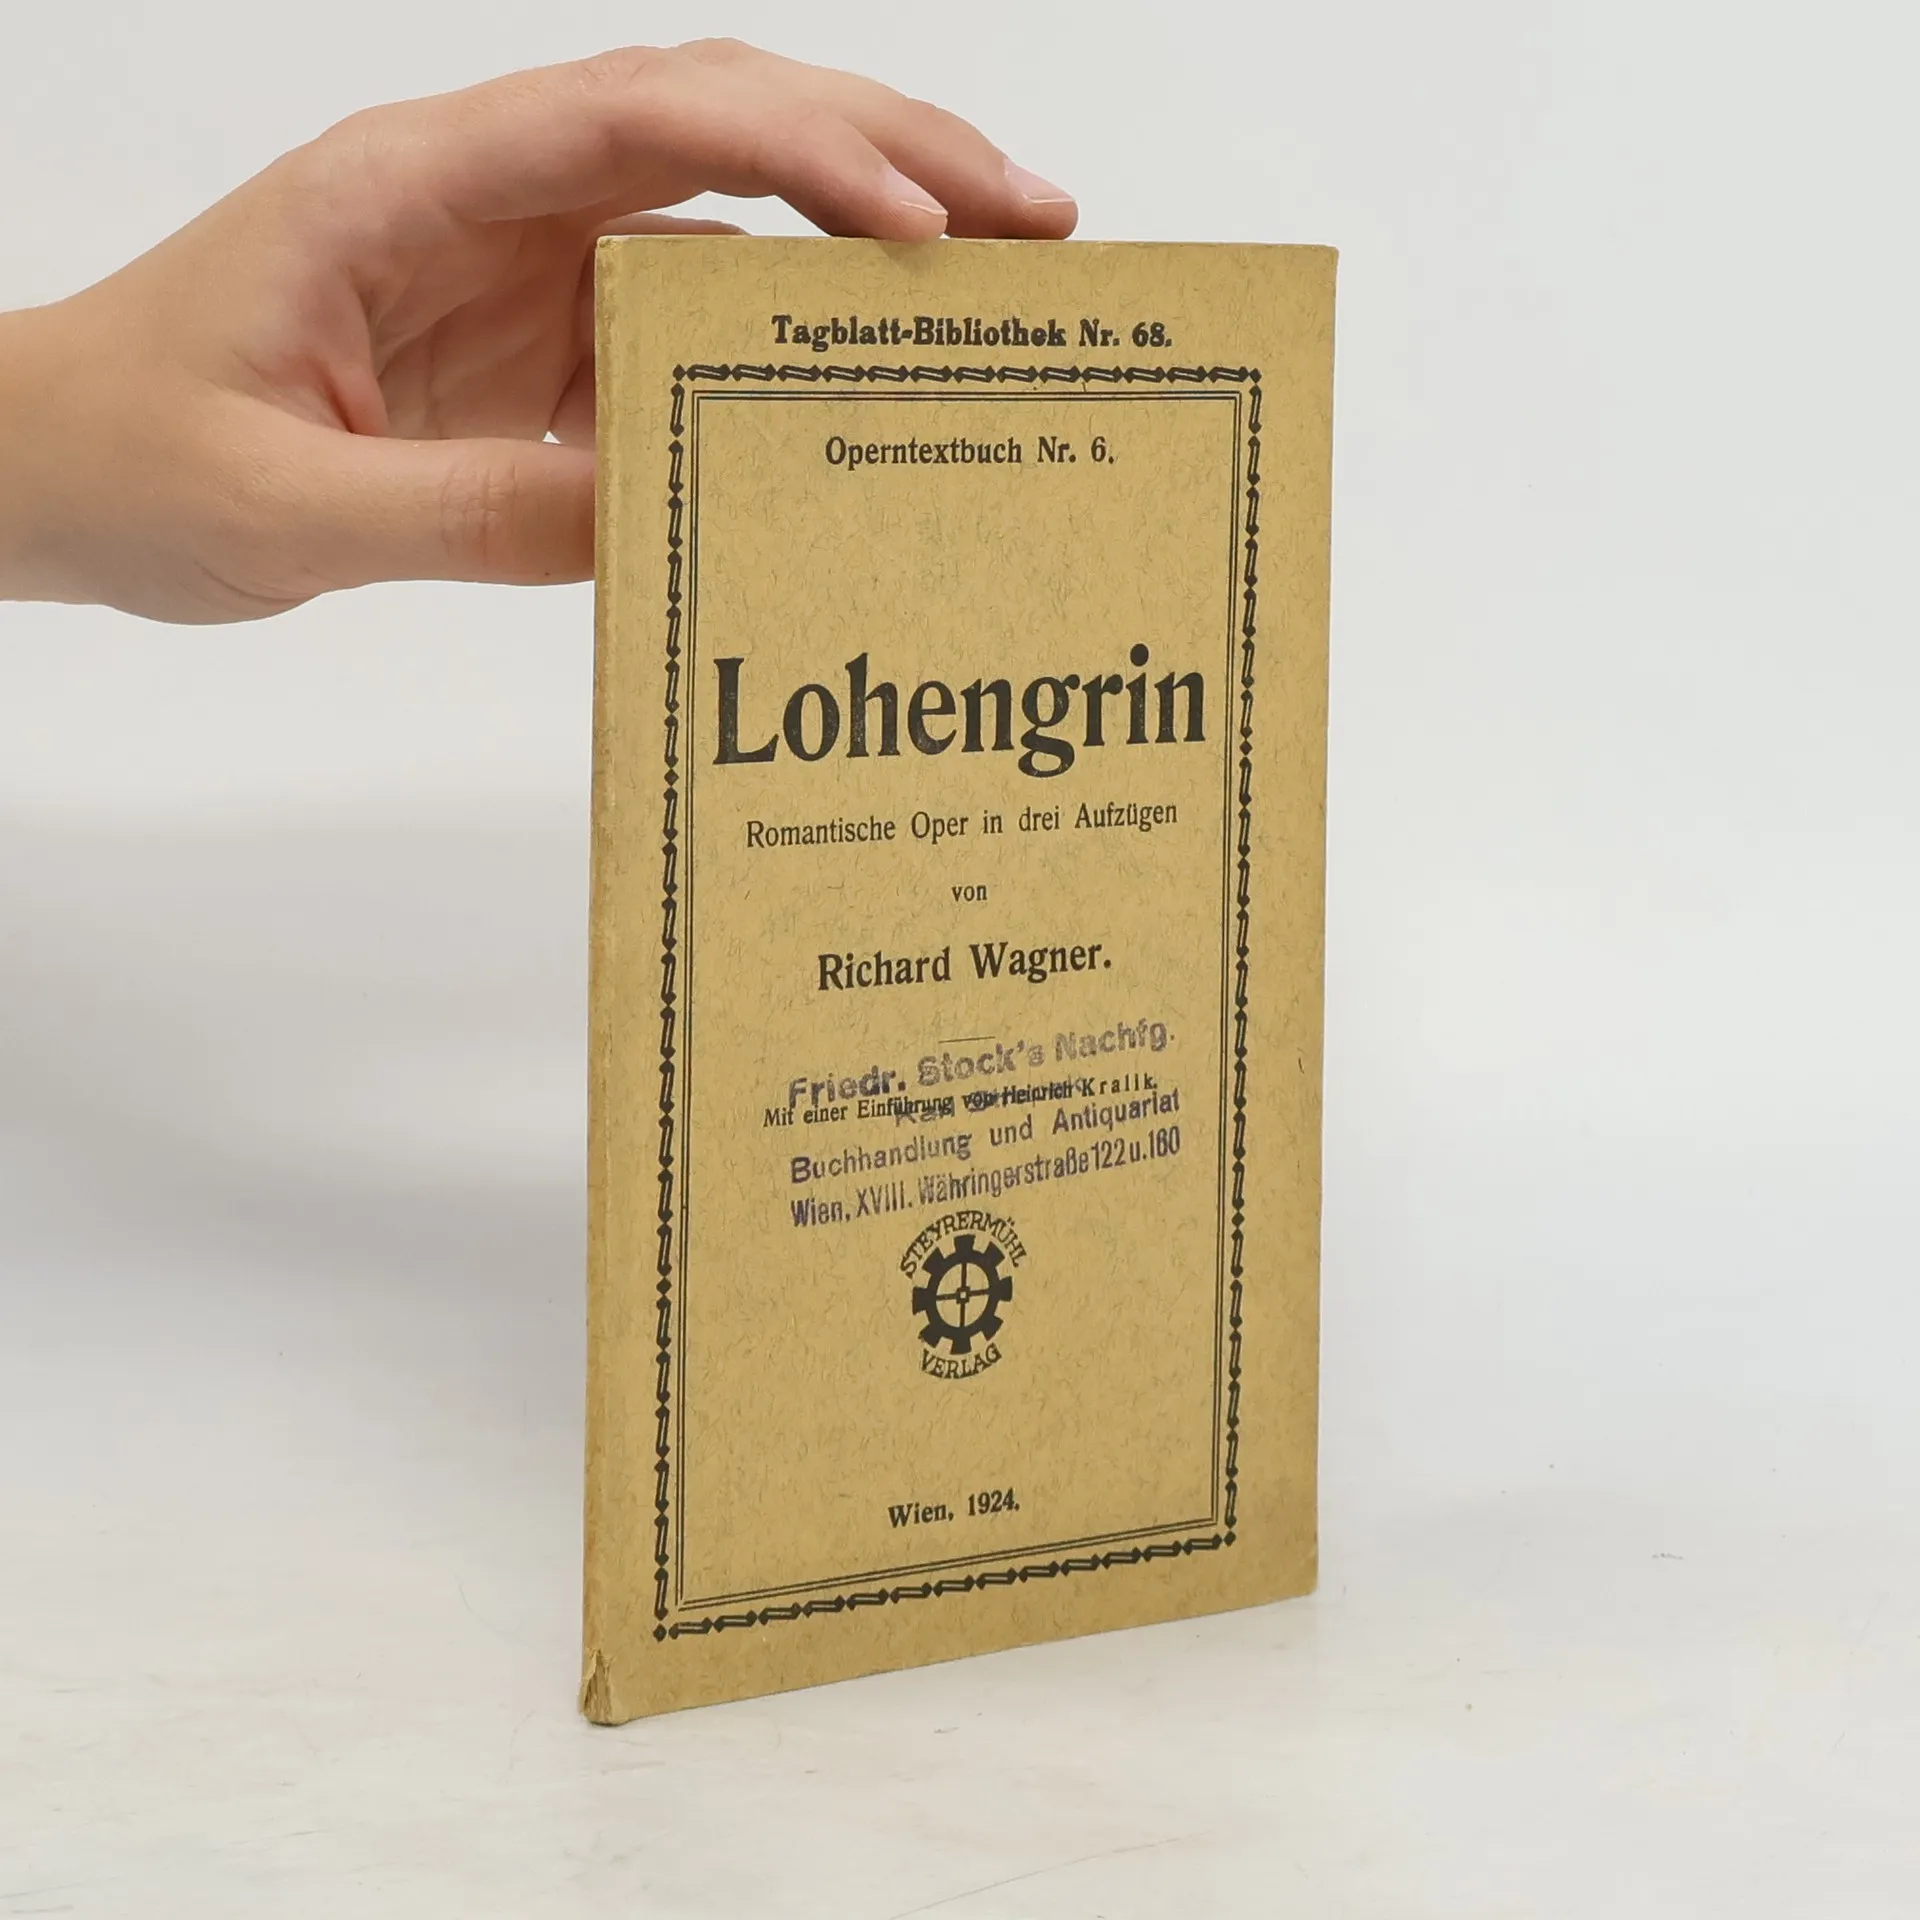 Tagblatt-Bibliothek Nr. 68.
Operntextbuch Nr. 6.
Lohengrin
Romantische Oper in drei Aufzügen
von
Richard Wagner.
Friedr. Stock's Nachfg.
Mit einer Einführung von Heinrich Kralik.
Karl
Buchhandlung und Antiquariat
Wien, XVIII. Währingerstraße 122 u. 160
STEYRERMÜHL
VERLAG
Wien, 1924.